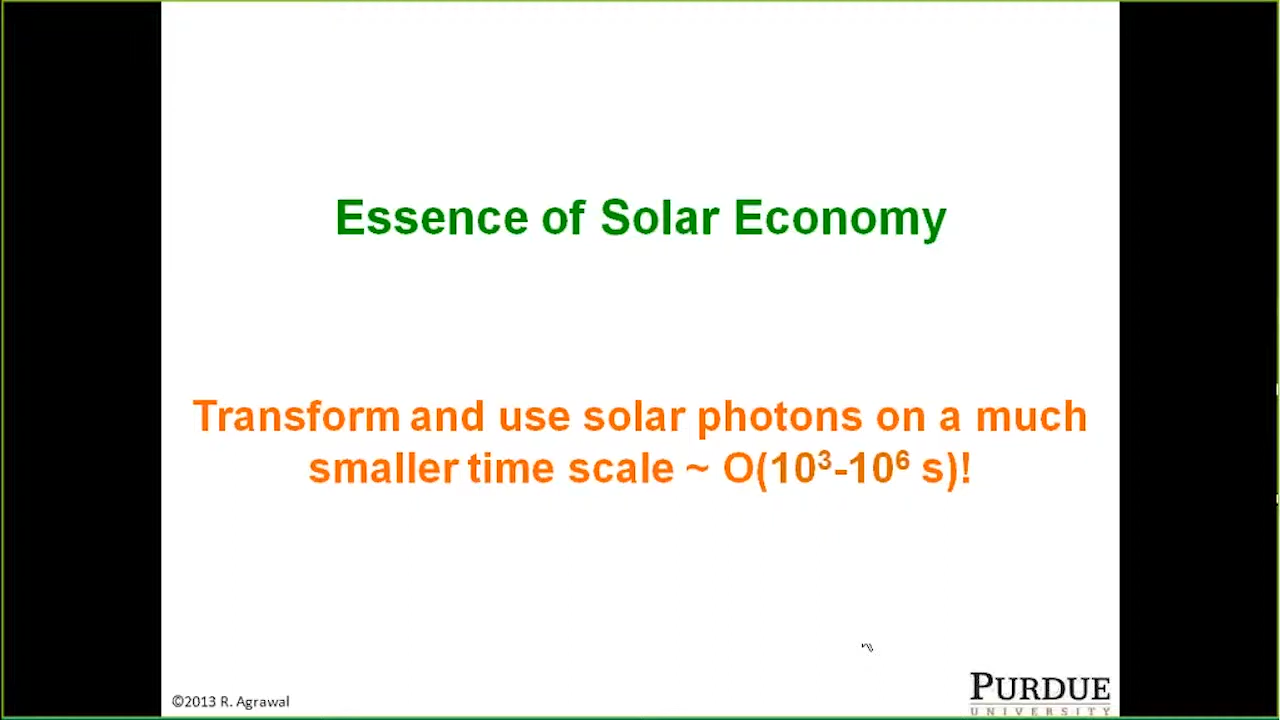 Essence of Solar Economy
Transform and use solar photons on a much
smaller time scale ~ O(10³-10⁶ s)!
©2013 R. Agrawal
PURDUE
UNIVERSITY